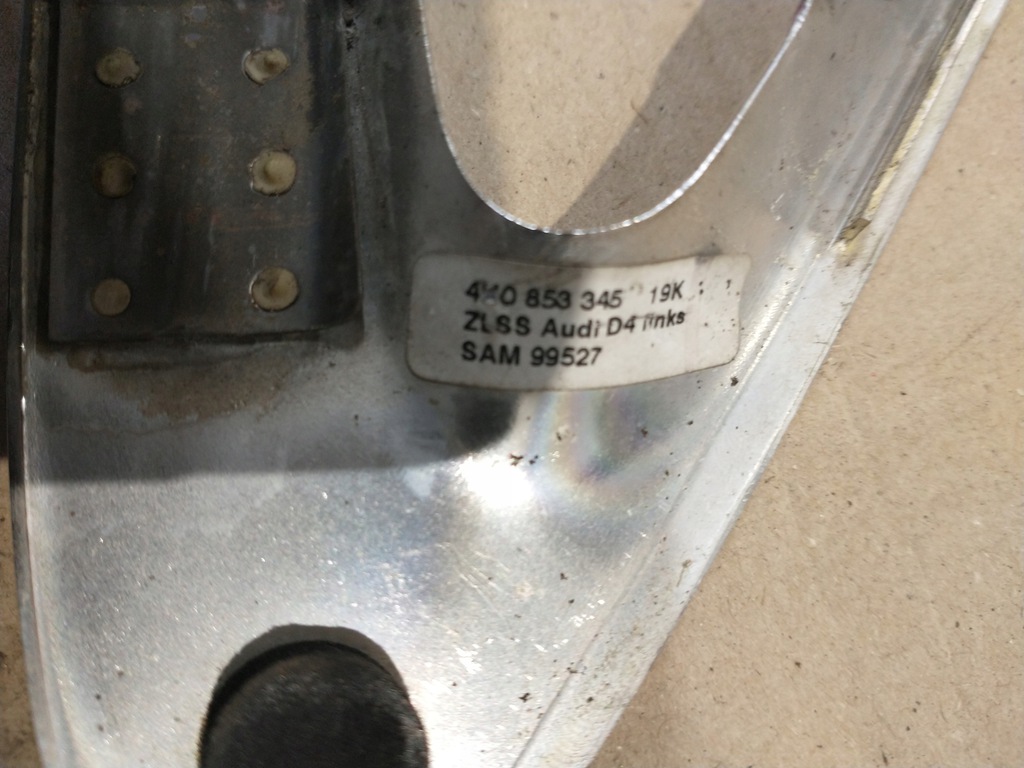 4H0 853 345 19K
ZLSS Audi D4 links
SAM 99527